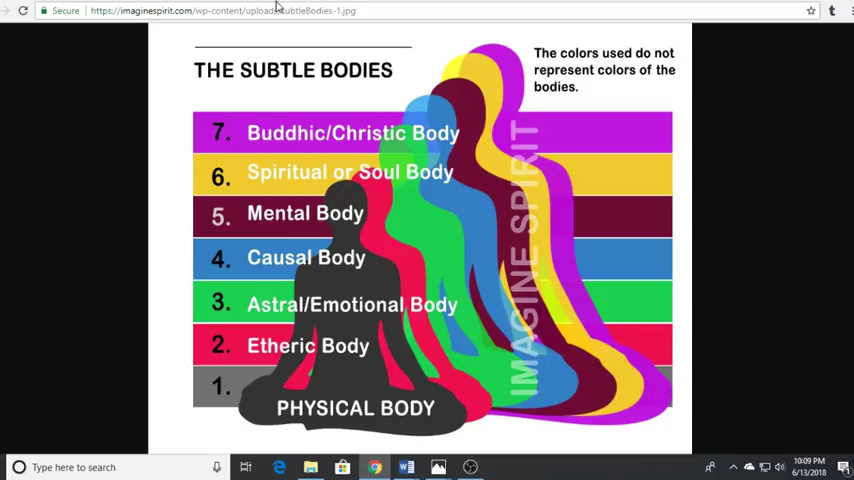 Secure
https://imaginespirit.com/wp-content/uploads/SubtleBodies-1.jpg
THE SUBTLE BODIES
The colors used do not
represent colors of the
bodies.
7. Buddhic/Christic Body
6. Spiritual or Soul Body
5. Mental Body
4. Causal Body
3. Astral/Emotional Body
2. Etheric Body
1.
PHYSICAL BODY
IMAGINE SPIRIT
Type here to search
10:09 PM
6/13/2018